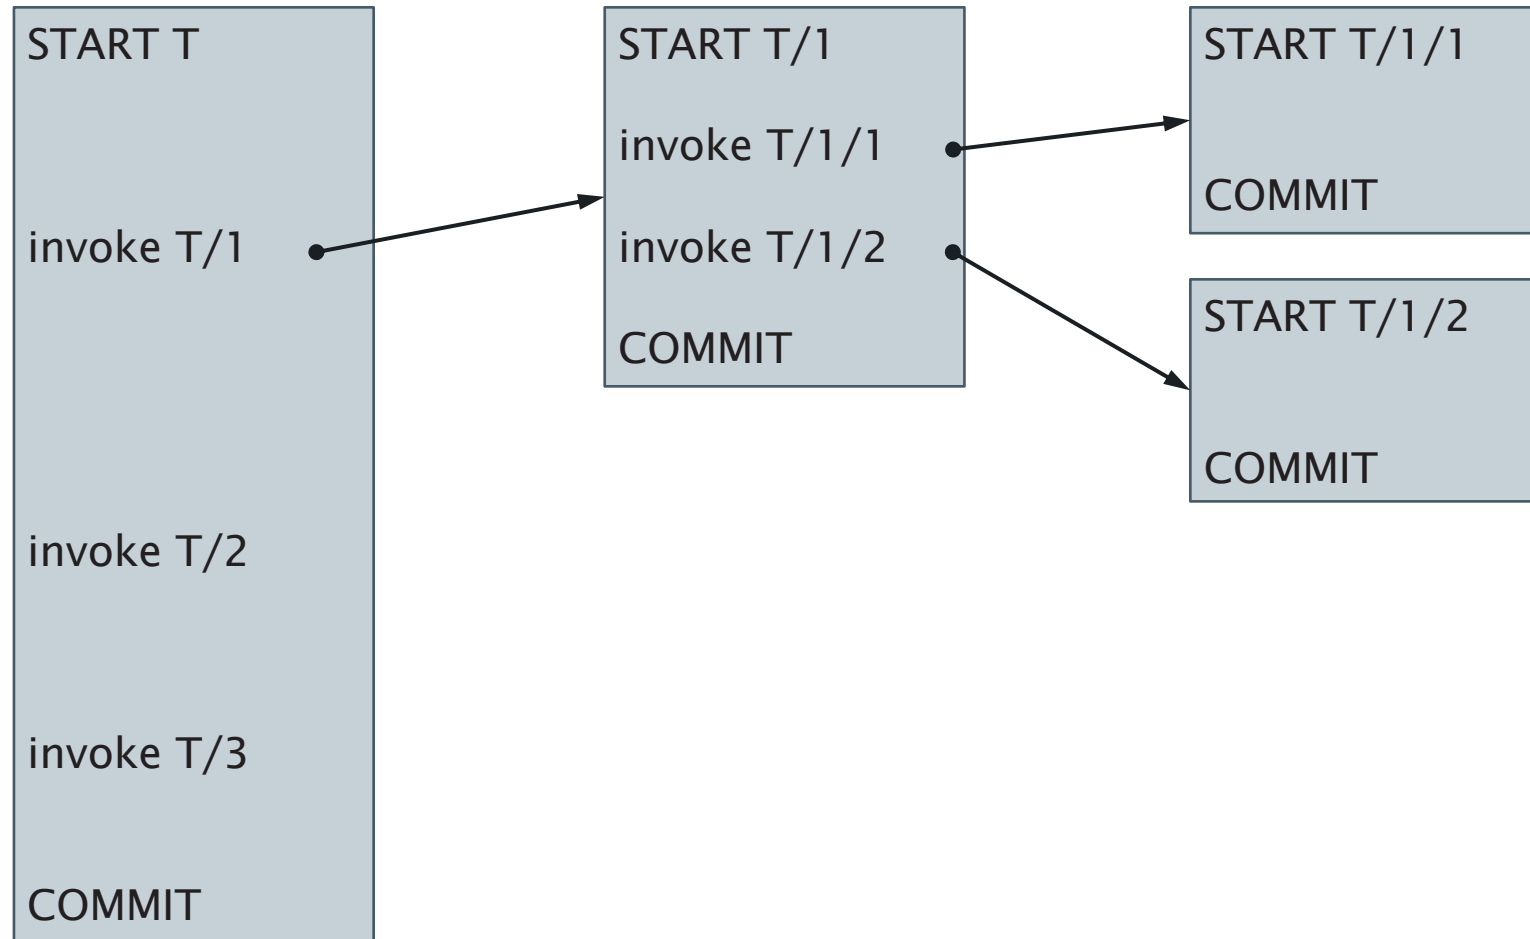 START T
invoke T/1
invoke T/2
invoke T/3
COMMIT
START T/1
invoke T/1/1
invoke T/1/2
COMMIT
START T/1/1
COMMIT
START T/1/2
COMMIT